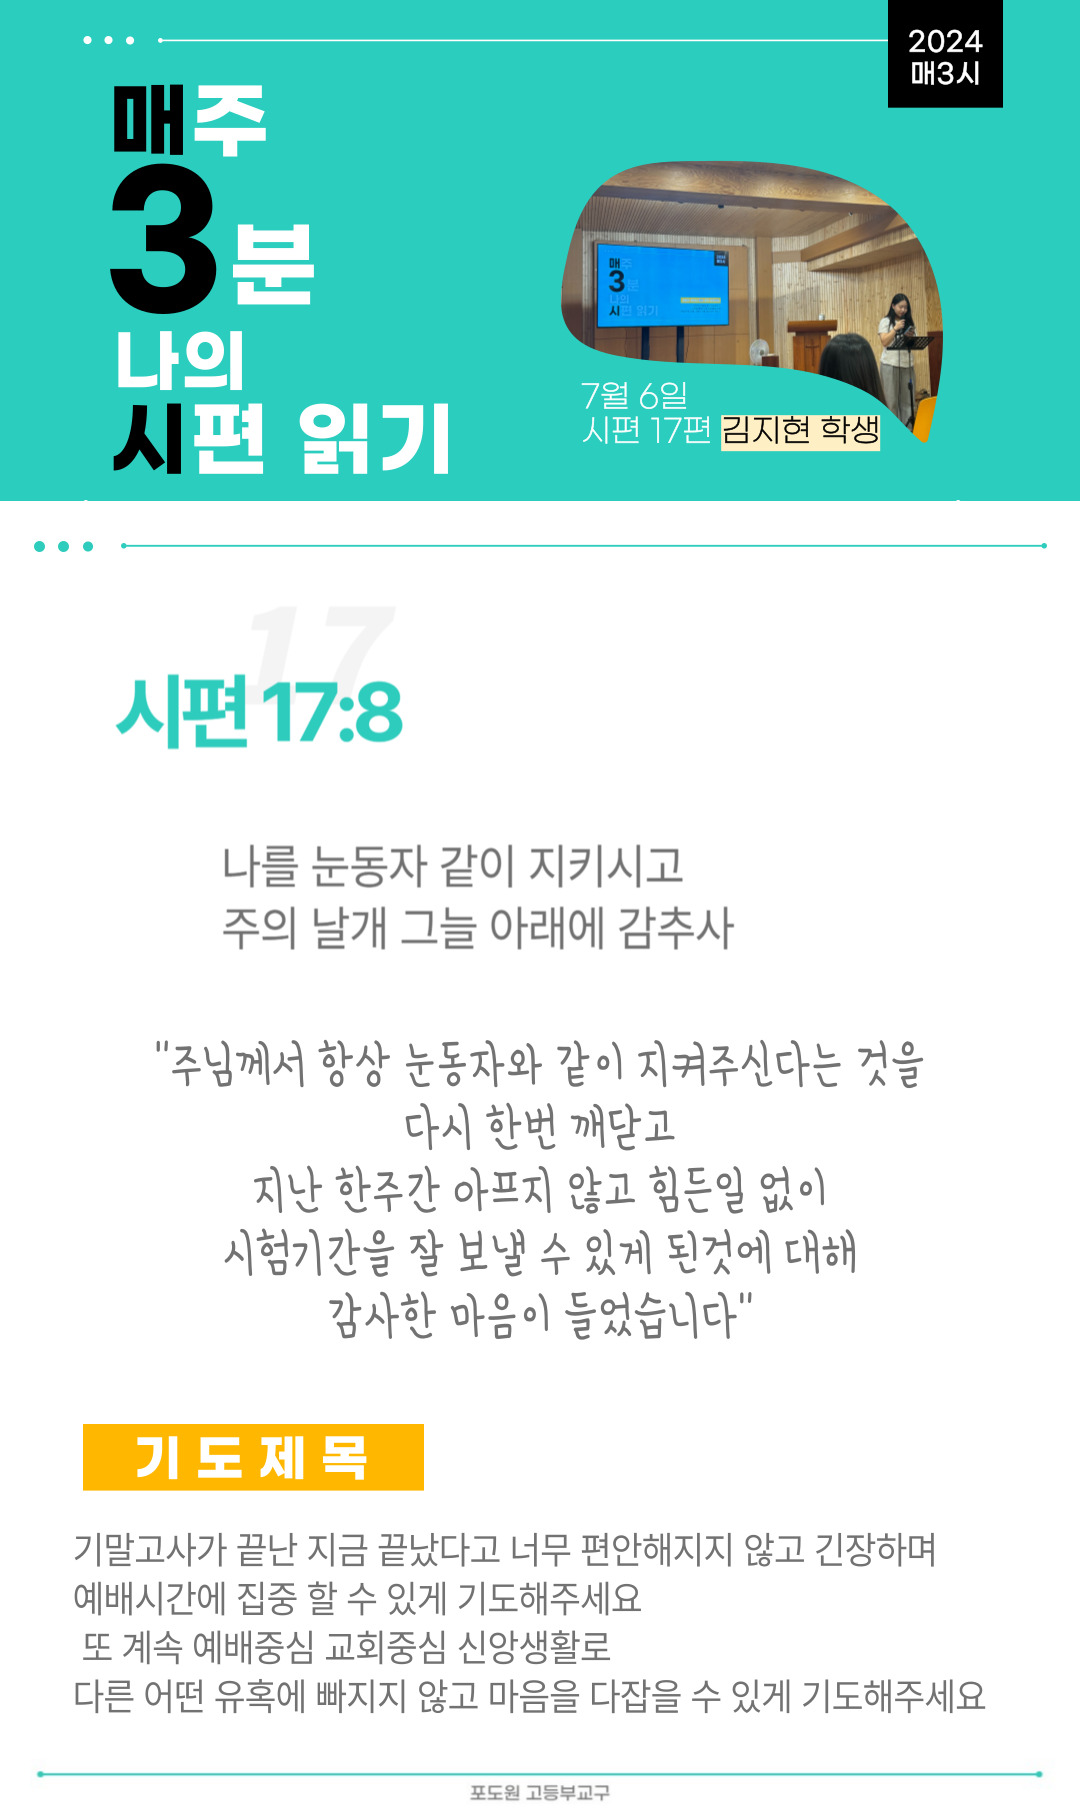 2024
매3시
매주
3분
나의
시편 읽기
매주
3분
나의
시편 읽기
7월 6일
시편 17편 김지현 학생
17
시편 17:8
나를 눈동자 같이 지키시고
주의 날개 그늘 아래에 감추사
"주님께서 항상 눈동자와 같이 지켜주신다는 것을
다시 한번 깨닫고
지난 한주간 아프지 않고 힘든일 없이
시험기간을 잘 보낼 수 있게 된것에 대해
감사한 마음이 들었습니다"
기도제목
기말고사가 끝난 지금 끝났다고 너무 편안해지지 않고 긴장하며
예배시간에 집중 할 수 있게 기도해주세요
또 계속 예배중심 교회중심 신앙생활로
다른 어떤 유혹에 빠지지 않고 마음을 다잡을 수 있게 기도해주세요
포도원 고등부교구